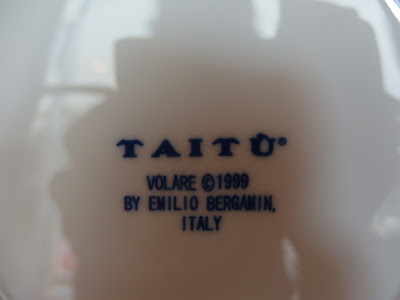 TAITÙ®
VOLARE ©1999
BY EMILIO BERGAMIN,
ITALY